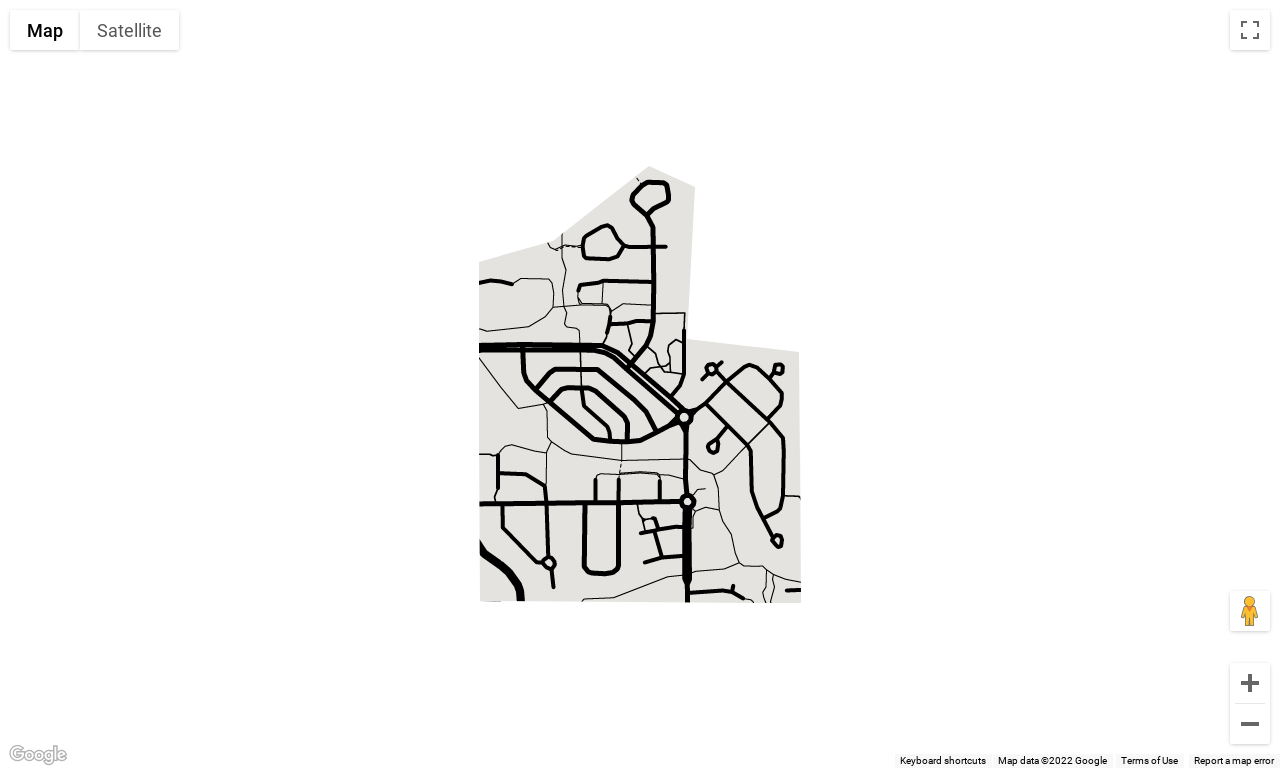 Map Satellite
Google
Keyboard shortcuts Map data ©2022 Google Terms of Use Report a map error